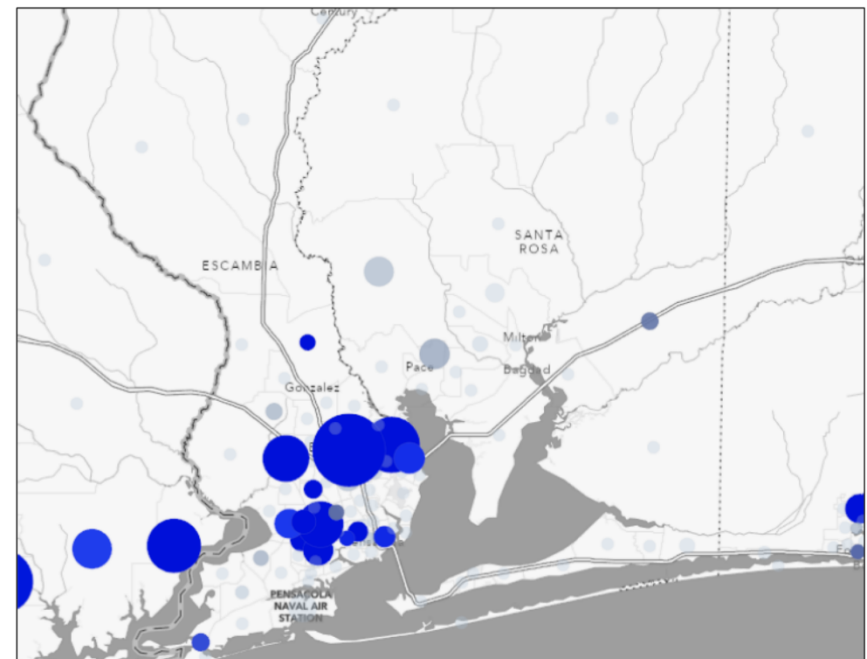 Century
SANTA
ROSA
ESCAMBIA
Milton
Pace
Bagdad
Gonzalez
PENSACOLA
NAVAL AIR
STATION